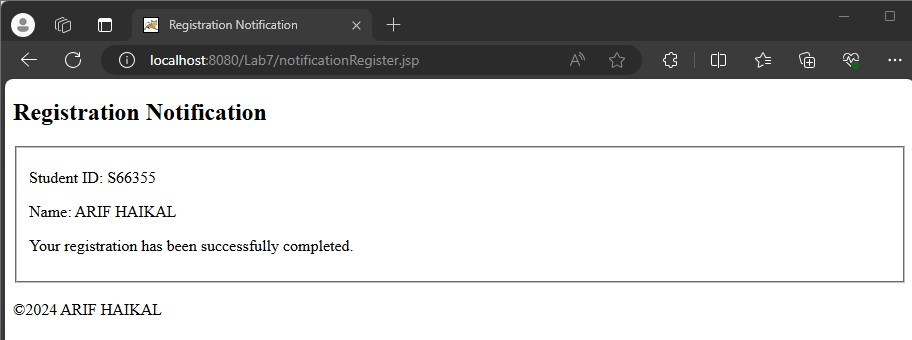 Registration Notification
localhost:8080/Lab7/notificationRegister.jsp
Registration Notification
Student ID: S66355
Name: ARIF HAIKAL
Your registration has been successfully completed.
©2024 ARIF HAIKAL